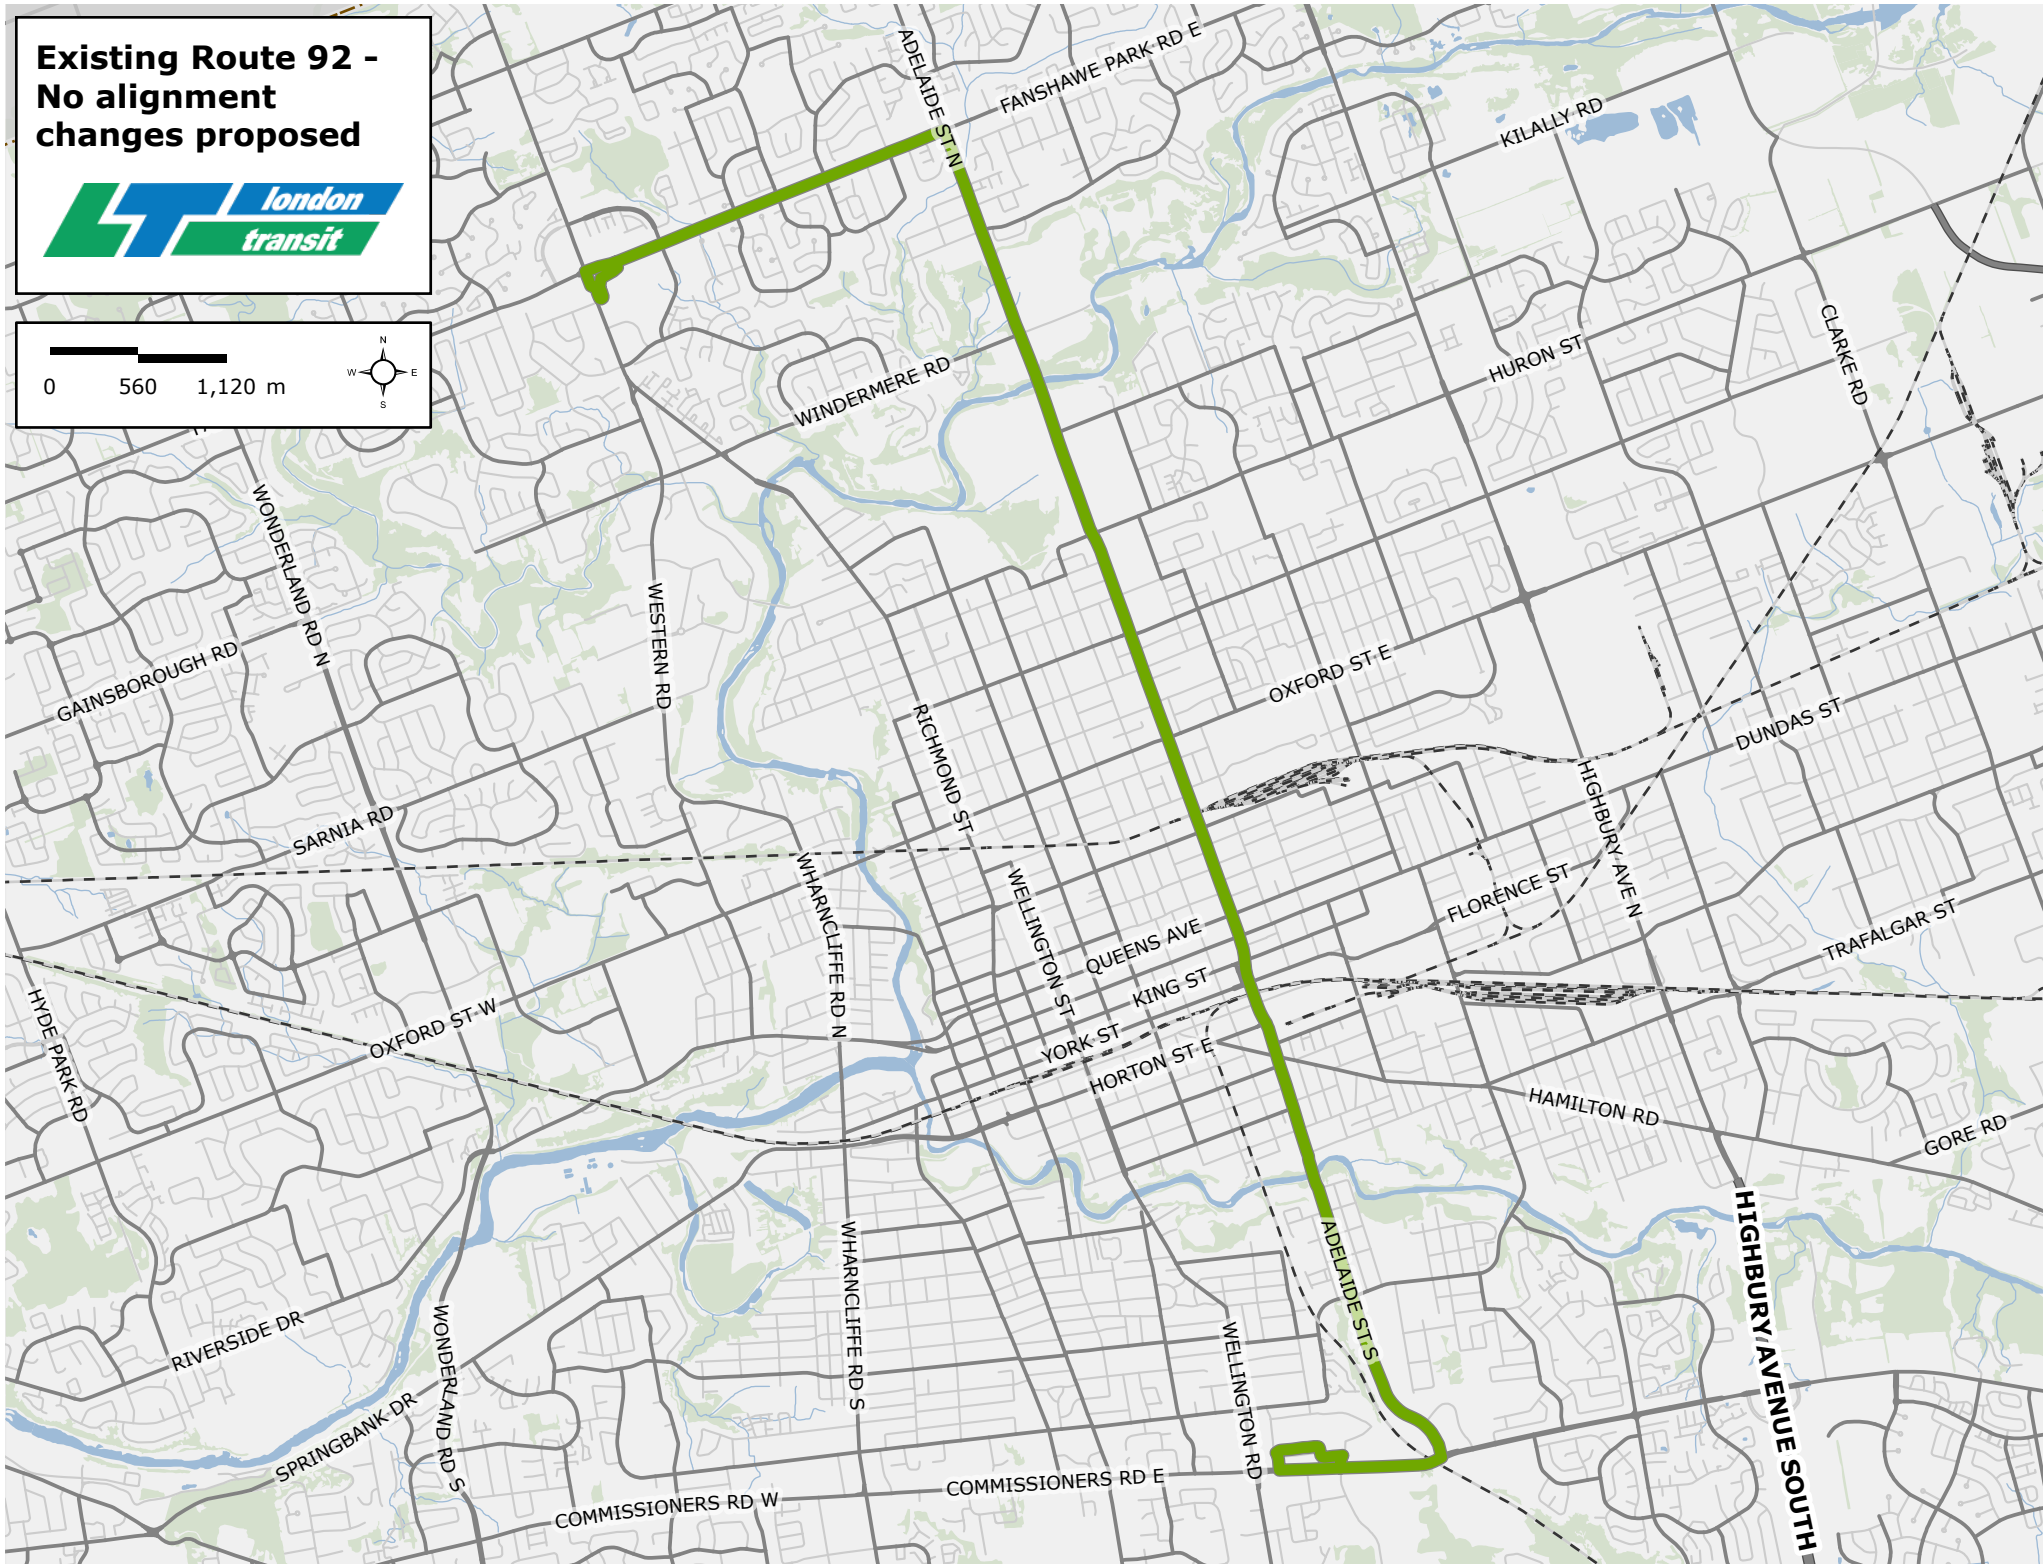 Existing Route 92 -
No alignment
changes proposed
london
transit
0 560 1,120 m
N
W E
S
ADELAIDE ST N
FANSHAWE PARK RD E
KILALLY RD
CLARKE RD
HURON ST
WINDERMERE RD
WONDERLAND RD N
WESTERN RD
GAINSBOROUGH RD
OXFORD ST E
DUNDAS ST
RICHMOND ST
HIGHBURY AVE N
SARNIA RD
WHARNCLIFFE RD N
WELLINGTON ST
FLORENCE ST
QUEENS AVE
TRAFALGAR ST
KING ST
HYDE PARK RD
OXFORD ST W
YORK ST
HORTON ST E
HAMILTON RD
GORE RD
HIGHBURY AVENUE SOUTH
ADELAIDE ST S
WHARNCLIFFE RD S
RIVERSIDE DR
WONDERLAND RD S
WELLINGTON RD
SPRINGBANK DR
COMMISSIONERS RD E
COMMISSIONERS RD W